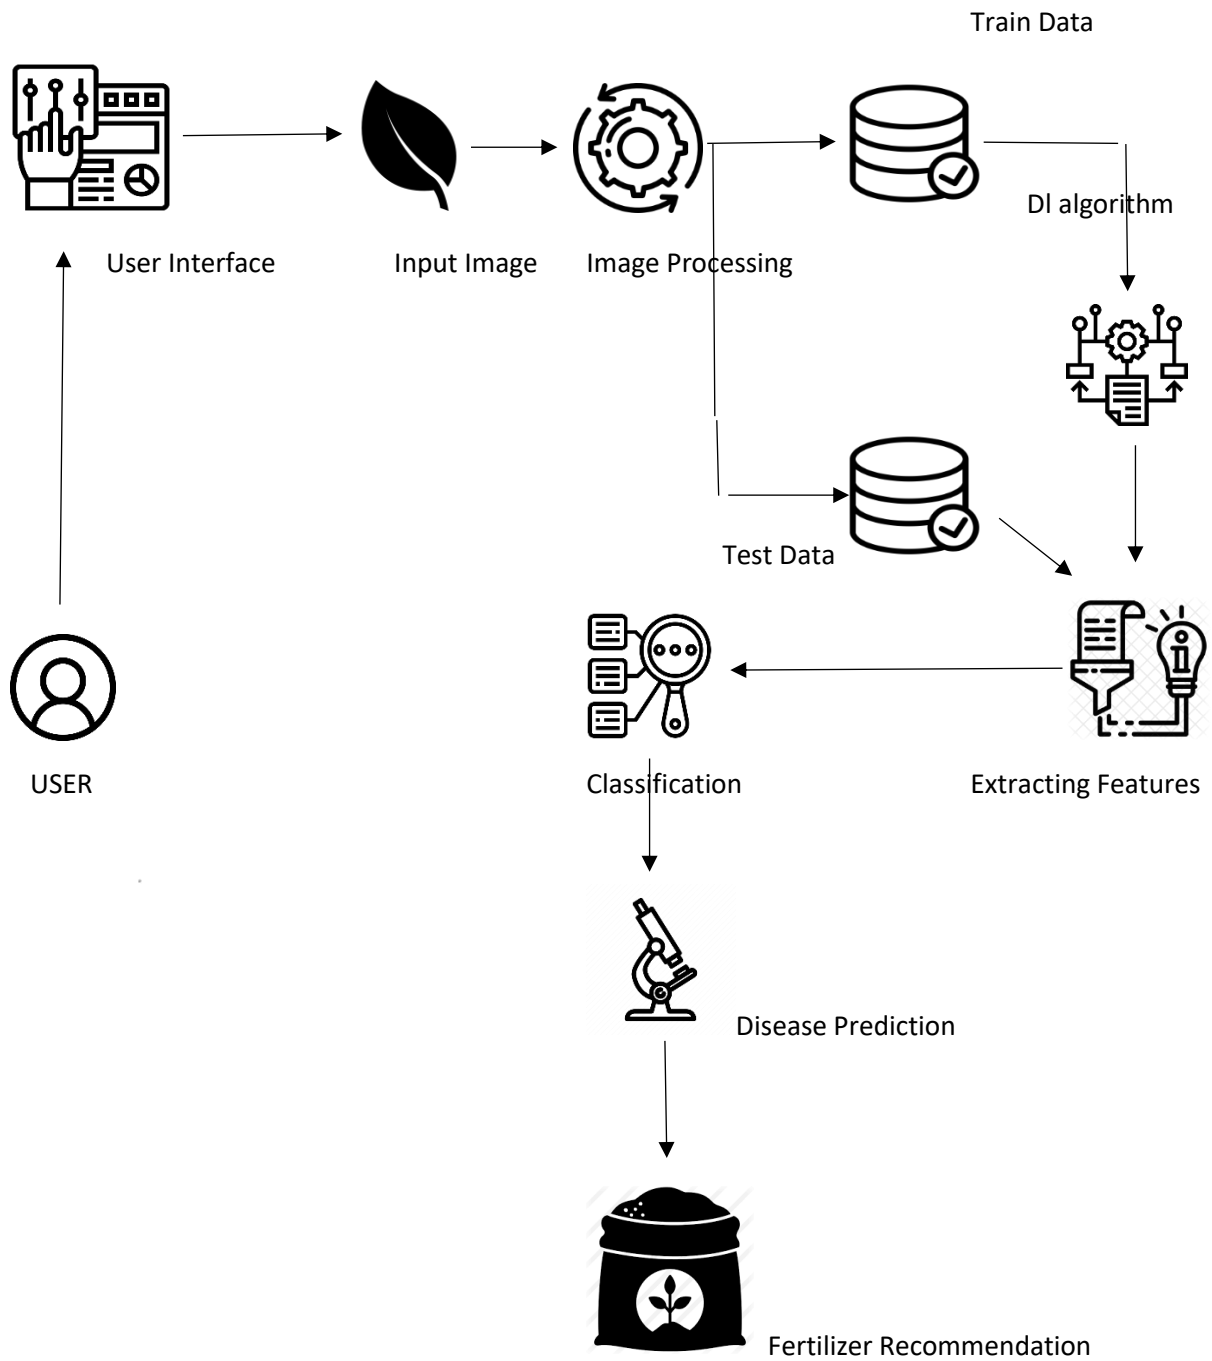 Train Data
Dl algorithm
User Interface
Input Image
Image Processing
Test Data
USER
Classification
Extracting Features
Disease Prediction
Fertilizer Recommendation